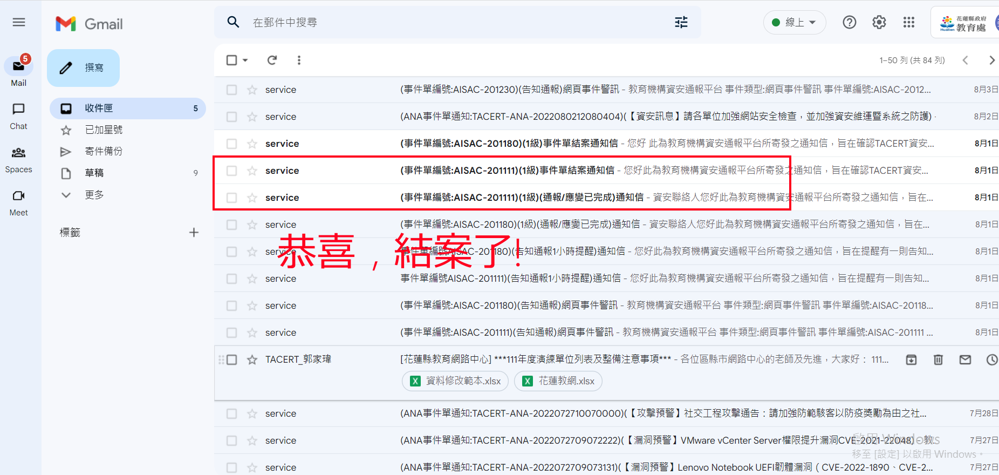 Gmail
在郵件中搜尋
線上
花蓮縣政府
教育處
Hualien
5
Mail
Chat
Spaces
Meet
撰寫
收件匣 5
已加星號
寄件備份
草稿 9
更多
標籤
1–50 列 (共 84 列)
service (事件單編號:AISAC-201230)(告知通報)網頁事件警訊 - 教育機構資安通報平台 事件類型:網頁事件警訊 事件單編號:AISAC-2012... 8月3日
service (ANA事件單通知:TACERT-ANA-2022080212080404)(【資安訊息】請各單位加強網站安全檢查，並加強資安維運暨系統之防護) - 8月2日
service (事件單編號:AISAC-201180)(1級)事件單結案通知信 - 您好 此為教育機構資安通報平台所寄發之通知信，旨在確認TACERT資安... 8月1日
service (事件單編號:AISAC-201111)(1級)事件單結案通知信 - 您好此為教育機構資安通報平台所寄發之通知信，旨在確認TACERT資安... 8月1日
service (事件單編號:AISAC-201111)(1級)(通報/應變已完成)通知信 - 資安聯絡人您好此為教育機構資安通報平台所寄發之通知信，旨在... 8月1日
service (事件單編號:AISAC-201180)(1級)(通報/應變已完成)通知信 - 資安聯絡人您好此為教育機構資安通報平台所寄發之通知信，旨在... 8月1日
恭喜，結案了!
service 事件單編號AISAC-201180)(告知通報1小時提醒)通知信 - 您好此為教育機構資安通報平台所寄發之通知信，旨在提醒有一則告知... 8月1日
service 事件單編號AISAC-201111)(告知通報1小時提醒)通知信 - 您好此為教育機構資安通報平台所寄發之通知信，旨在提醒有一則告知... 8月1日
service (事件單編號:AISAC-201180)(告知通報)網頁事件警訊 - 教育機構資安通報平台 事件類型:網頁事件警訊 事件單編號:AISAC-20118... 8月1日
service (事件單編號:AISAC-201111)(告知通報)網頁事件警訊 - 教育機構資安通報平台 事件類型:網頁事件警訊 事件單編號:AISAC-201111 ... 8月1日
TACERT_郭家瑋 [花蓮縣教育網路中心] ***111年度演練單位列表及整備注意事項*** - 各位區縣市網路中心的老師及先進，大家好： 111...
資料修改範本.xlsx 花蓮教網.xlsx
service (ANA事件單通知:TACERT-ANA-2022072710070000)(【攻擊預警】社交工程攻擊通告：請加強防範駭客以防疫獎勵為由之社... 7月28日
service (ANA事件單通知:TACERT-ANA-2022072709072222)(【漏洞預警】VMware vCenter Server權限提升漏洞CVE-2021-22048) - 教... 7月27日
service (ANA事件單通知:TACERT-ANA-2022072709073131)(【漏洞預警】Lenovo Notebook UEFI韌體漏洞（CVE-2022-1890、CVE-2... 7月27日
啟用 Windows
移至 [設定] 以啟用 Windows。